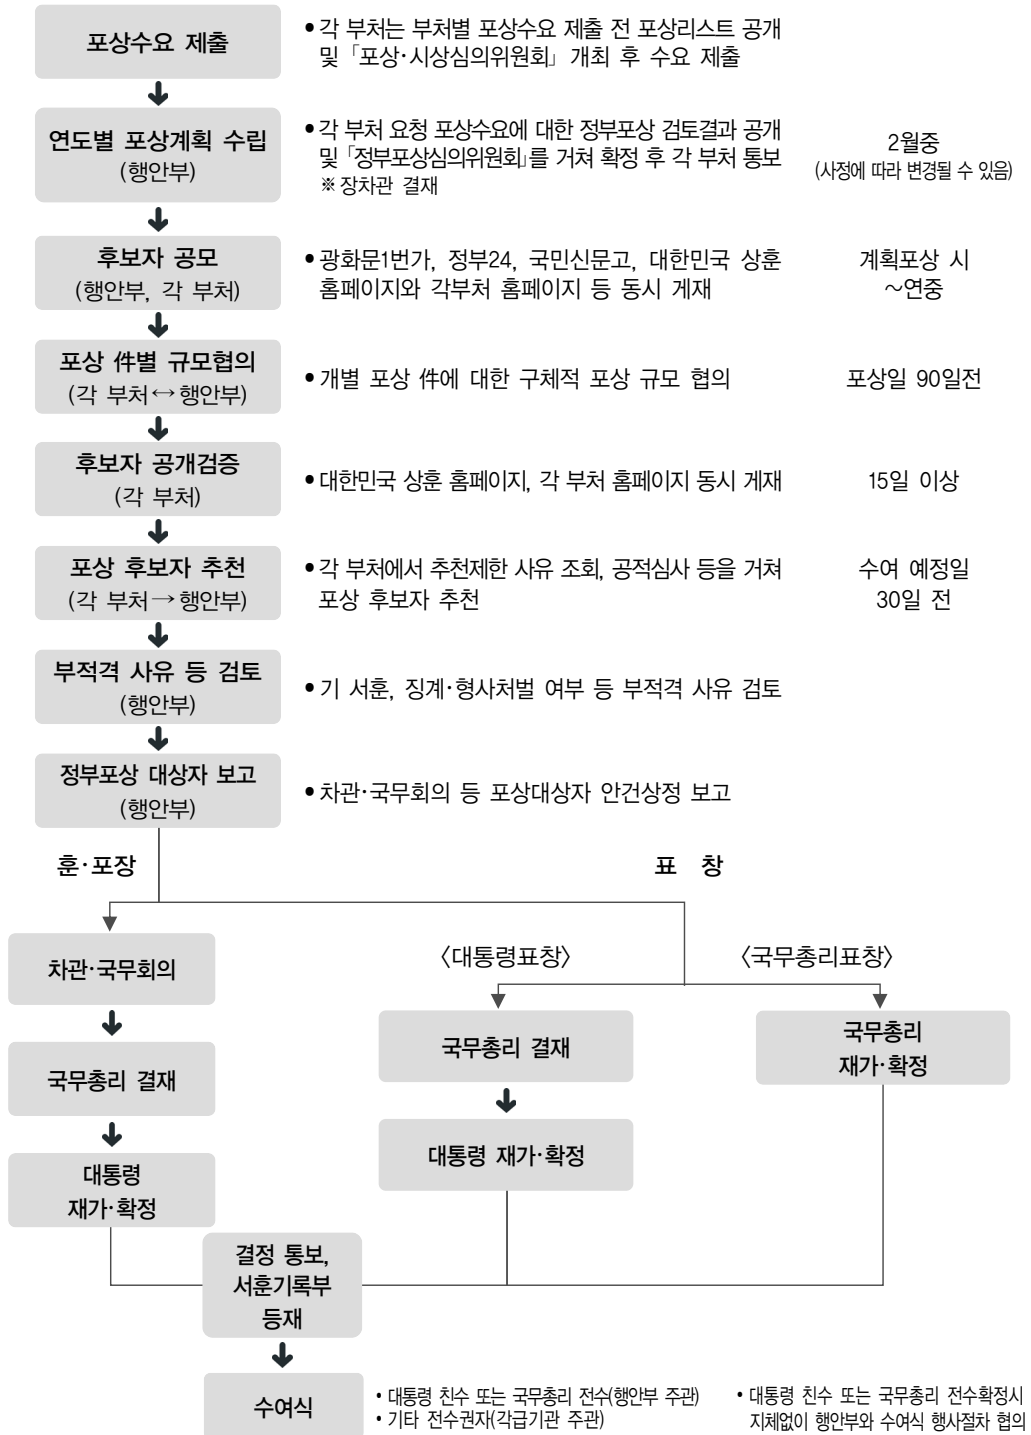 포상수요 제출
• 각 부처는 부처별 포상수요 제출 전 포상리스트 공개
및 「포상·시상심의위원회」 개최 후 수요 제출
연도별 포상계획 수립
(행안부)
• 각 부처 요청 포상수요에 대한 정부포상 검토결과 공개
및 「정부포상심의위원회」를 거쳐 확정 후 각 부처 통보
※ 장차관 결재
2월중
(사정에 따라 변경될 수 있음)
후보자 공모
(행안부, 각 부처)
• 광화문1번가, 정부24, 국민신문고, 대한민국 상훈
홈페이지와 각부처 홈페이지 등 동시 게재
계획포상 시
~연중
포상 件별 규모협의
(각 부처↔행안부)
• 개별 포상 件에 대한 구체적 포상 규모 협의
포상일 90일전
후보자 공개검증
(각 부처)
• 대한민국 상훈 홈페이지, 각 부처 홈페이지 동시 게재
15일 이상
포상 후보자 추천
(각 부처→행안부)
• 각 부처에서 추천제한 사유 조회, 공적심사 등을 거쳐
포상 후보자 추천
수여 예정일
30일 전
부적격 사유 등 검토
(행안부)
• 기 서훈, 징계·형사처벌 여부 등 부적격 사유 검토
정부포상 대상자 보고
(행안부)
• 차관·국무회의 등 포상대상자 안건상정 보고
훈·포장
표 창
차관·국무회의
국무총리 결재
대통령
재가·확정
〈대통령표창〉
국무총리 결재
대통령 재가·확정
〈국무총리표창〉
국무총리
재가·확정
결정 통보,
서훈기록부
등재
수여식
• 대통령 친수 또는 국무총리 전수(행안부 주관)
• 기타 전수권자(각급기관 주관)
• 대통령 친수 또는 국무총리 전수확정시
지체없이 행안부와 수여식 행사절차 협의